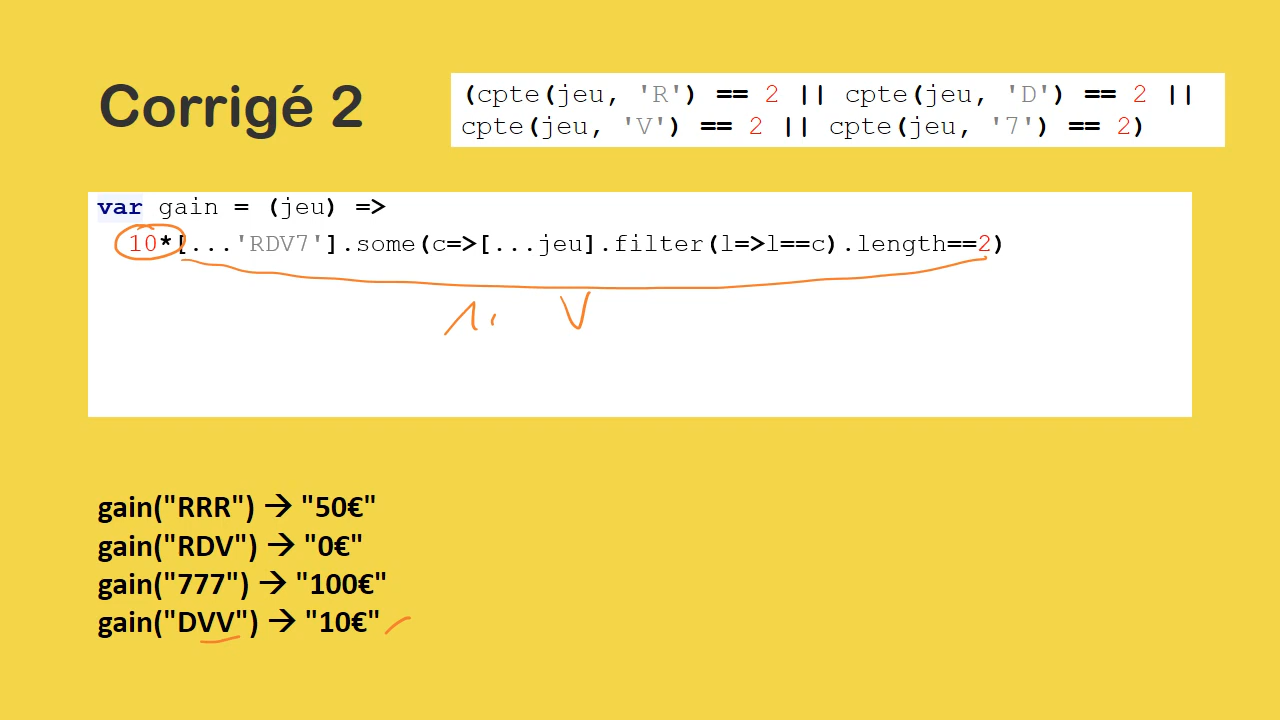 Corrigé 2
(cpte(jeu, 'R') == 2 || cpte(jeu, 'D') == 2 ||
cpte(jeu, 'V') == 2 || cpte(jeu, '7') == 2)
var gain = (jeu) =>
10*[...'RDV7'].some(c=>[...jeu].filter(l=>l==c).length==2)
V
gain("RRR") → "50€"
gain("RDV") → "0€"
gain("777") → "100€"
gain("DVV") → "10€"